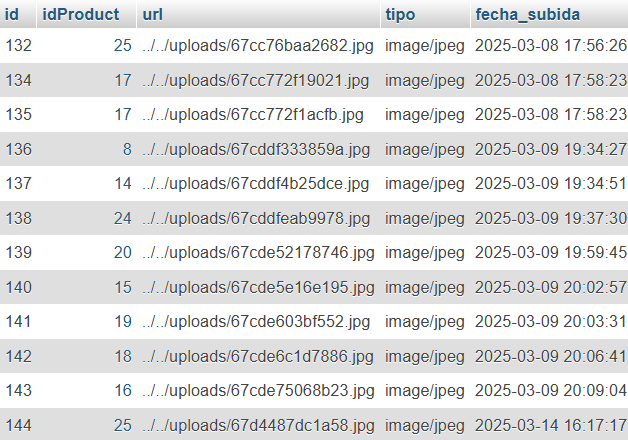 id idProduct url tipo fecha_subida
132 25 ../../uploads/67cc76baa2682.jpg image/jpeg 2025-03-08 17:56:26
134 17 ../../uploads/67cc772f19021.jpg image/jpeg 2025-03-08 17:58:23
135 17 ../../uploads/67cc772f1acfb.jpg image/jpeg 2025-03-08 17:58:23
136 8 ../../uploads/67cddf333859a.jpg image/jpeg 2025-03-09 19:34:27
137 14 ../../uploads/67cddf4b25dce.jpg image/jpeg 2025-03-09 19:34:51
138 24 ../../uploads/67cddfeab9978.jpg image/jpeg 2025-03-09 19:37:30
139 20 ../../uploads/67cde52178746.jpg image/jpeg 2025-03-09 19:59:45
140 15 ../../uploads/67cde5e16e195.jpg image/jpeg 2025-03-09 20:02:57
141 19 ../../uploads/67cde603bf552.jpg image/jpeg 2025-03-09 20:03:31
142 18 ../../uploads/67cde6c1d7886.jpg image/jpeg 2025-03-09 20:06:41
143 16 ../../uploads/67cde75068b23.jpg image/jpeg 2025-03-09 20:09:04
144 25 ../../uploads/67d4487dc1a58.jpg image/jpeg 2025-03-14 16:17:17